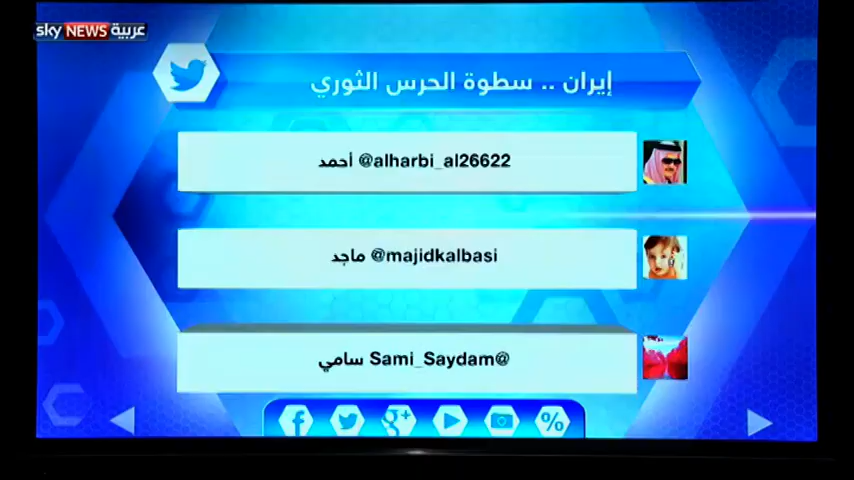 sky NEWS عربية
إيران .. سطوة الحرس الثوري
أحمد @alharbi_al26622
ماجد @majidkalbasi
سامي Sami_Saydam@
f g+ %